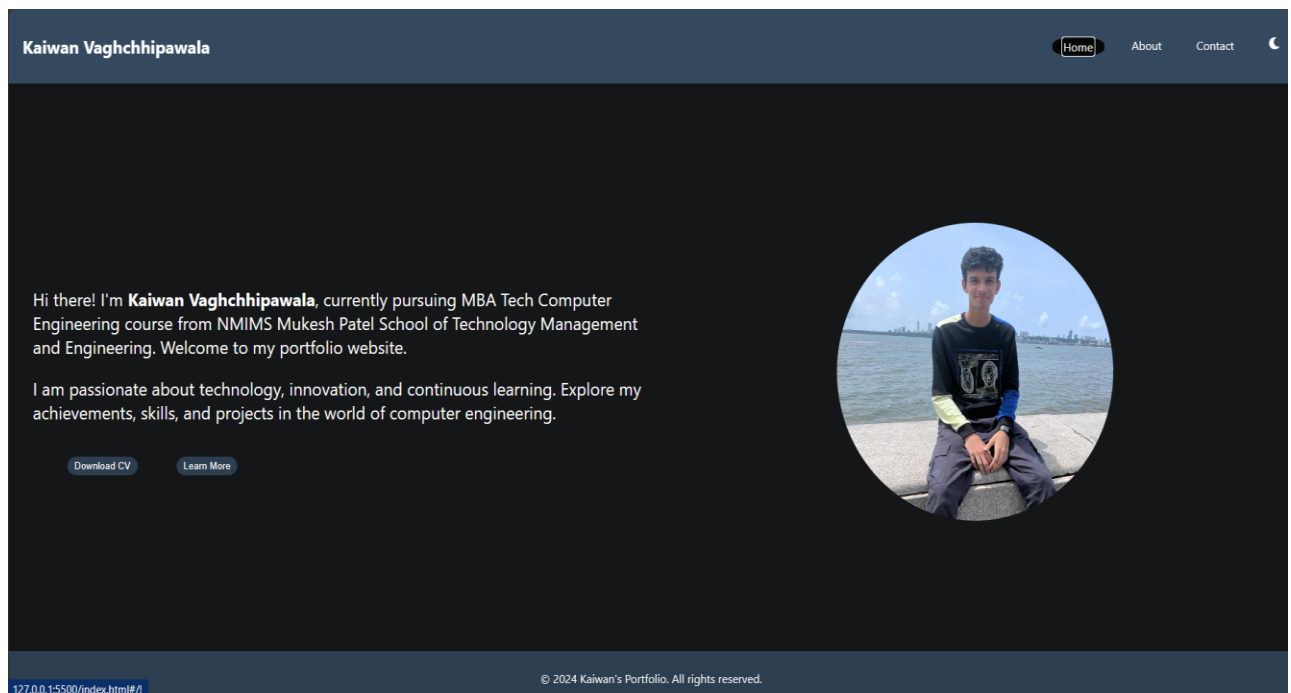 Kaiwan Vaghchhipawala
Home About Contact
Hi there! I'm Kaiwan Vaghchhipawala, currently pursuing MBA Tech Computer
Engineering course from NMIMS Mukesh Patel School of Technology Management
and Engineering. Welcome to my portfolio website.
I am passionate about technology, innovation, and continuous learning. Explore my
achievements, skills, and projects in the world of computer engineering.
Download CV Learn More
© 2024 Kaiwan's Portfolio. All rights reserved.
127.0.0.1:5500/index.html#/!